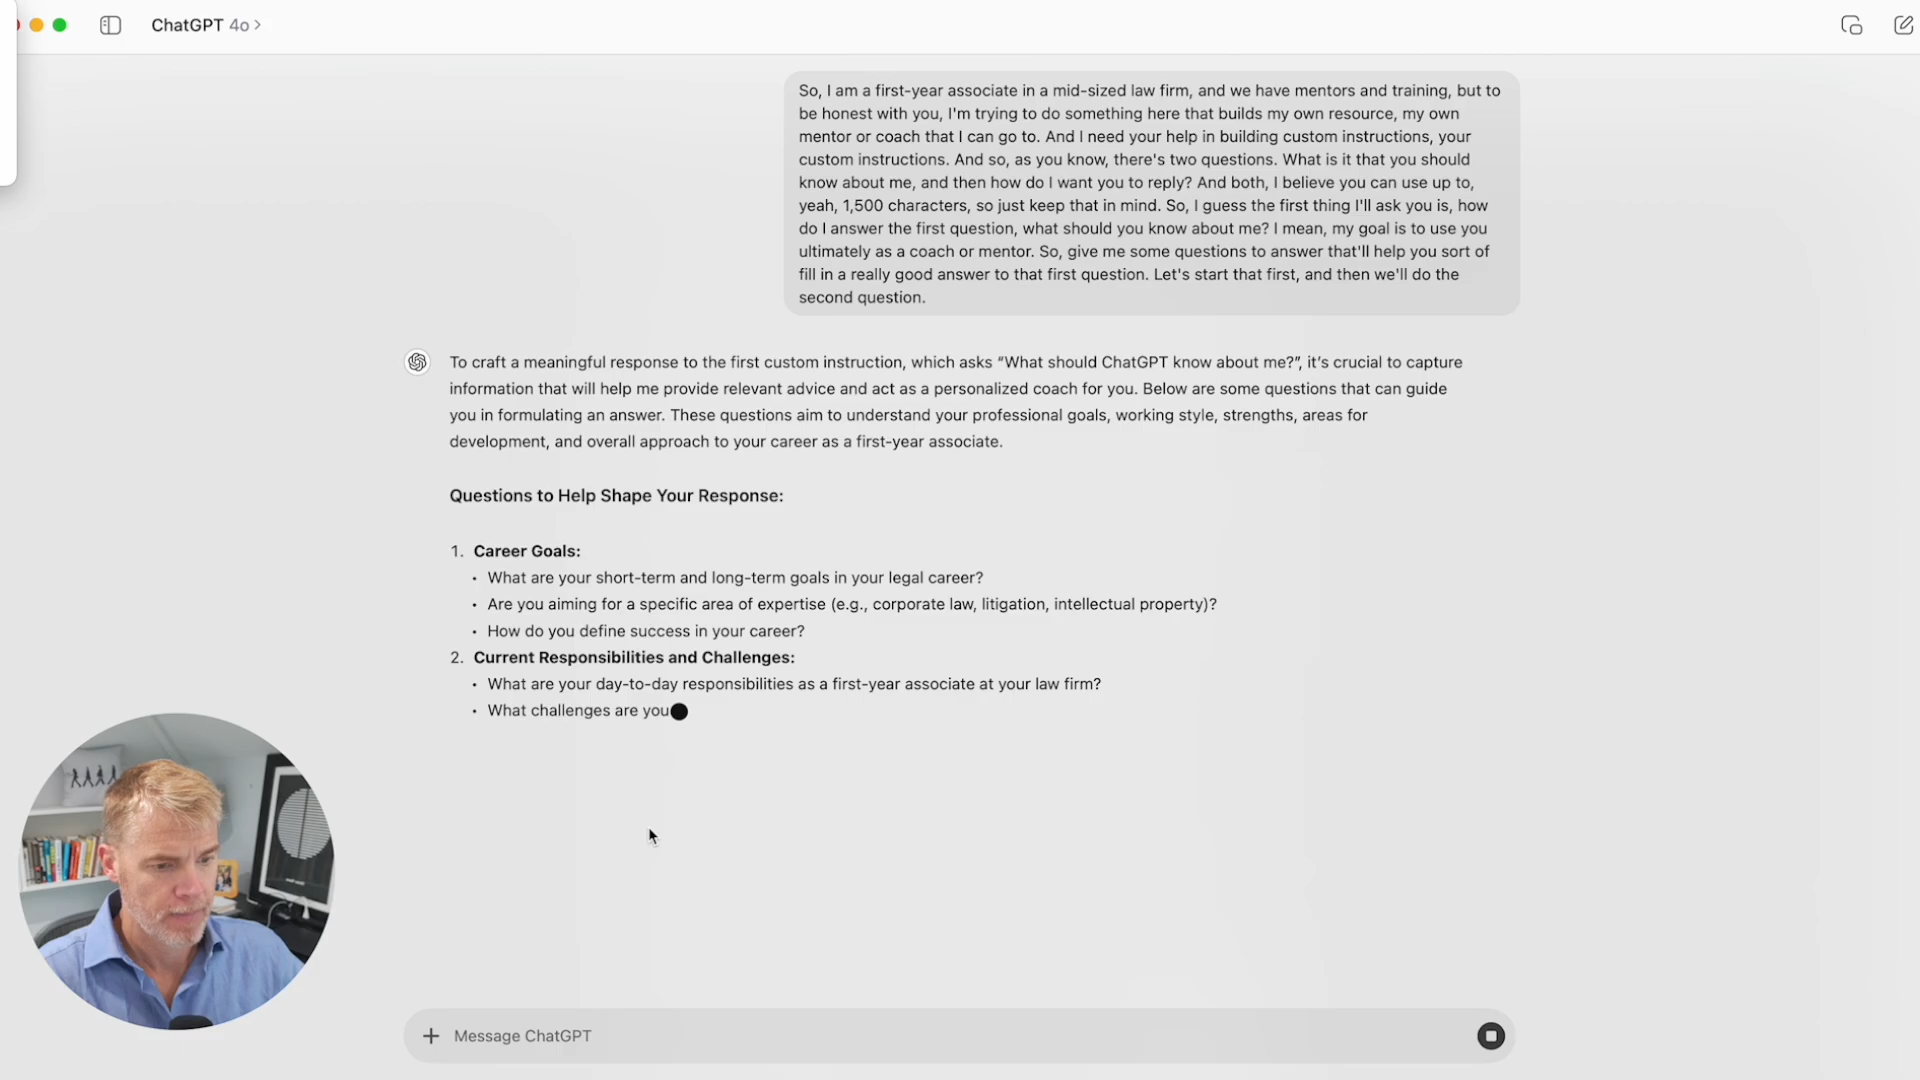 ChatGPT 4o >
So, I am a first-year associate in a mid-sized law firm, and we have mentors and training, but to
be honest with you, I'm trying to do something here that builds my own resource, my own
mentor or coach that I can go to. And I need your help in building custom instructions, your
custom instructions. And so, as you know, there's two questions. What is it that you should
know about me, and then how do I want you to reply? And both, I believe you can use up to,
yeah, 1,500 characters, so just keep that in mind. So, I guess the first thing I'll ask you is, how
do I answer the first question, what should you know about me? I mean, my goal is to use you
ultimately as a coach or mentor. So, give me some questions to answer that'll help you sort of
fill in a really good answer to that first question. Let's start that first, and then we'll do the
second question.
To craft a meaningful response to the first custom instruction, which asks “What should ChatGPT know about me?”, it’s crucial to capture
information that will help me provide relevant advice and act as a personalized coach for you. Below are some questions that can guide
you in formulating an answer. These questions aim to understand your professional goals, working style, strengths, areas for
development, and overall approach to your career as a first-year associate.
Questions to Help Shape Your Response:
1. Career Goals:
• What are your short-term and long-term goals in your legal career?
• Are you aiming for a specific area of expertise (e.g., corporate law, litigation, intellectual property)?
• How do you define success in your career?
2. Current Responsibilities and Challenges:
• What are your day-to-day responsibilities as a first-year associate at your law firm?
• What challenges are you
Message ChatGPT